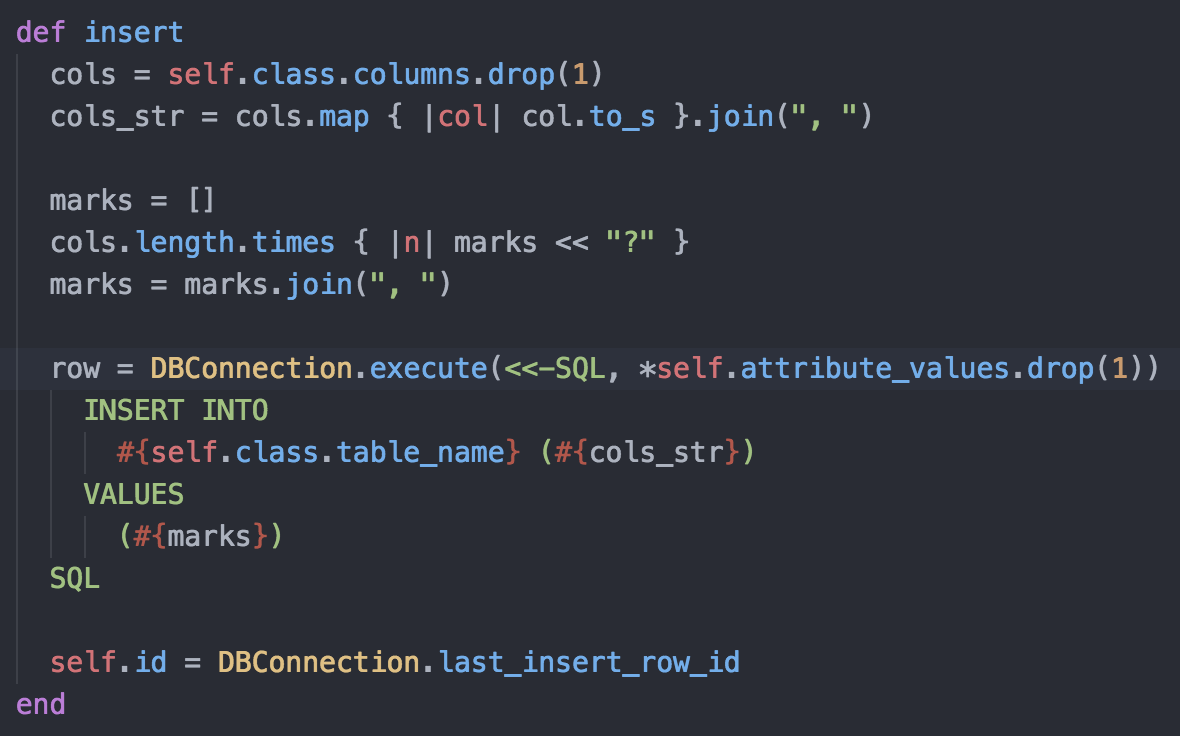 def insert
  cols = self.class.columns.drop(1)
  cols_str = cols.map { |col| col.to_s }.join(", ")
  marks = []
  cols.length.times { |n| marks << "?" }
  marks = marks.join(", ")
  row = DBConnection.execute(<<-SQL, *self.attribute_values.drop(1))
    INSERT INTO
      #{self.class.table_name} (#{cols_str})
    VALUES
      (#{marks})
  SQL
  self.id = DBConnection.last_insert_row_id
end